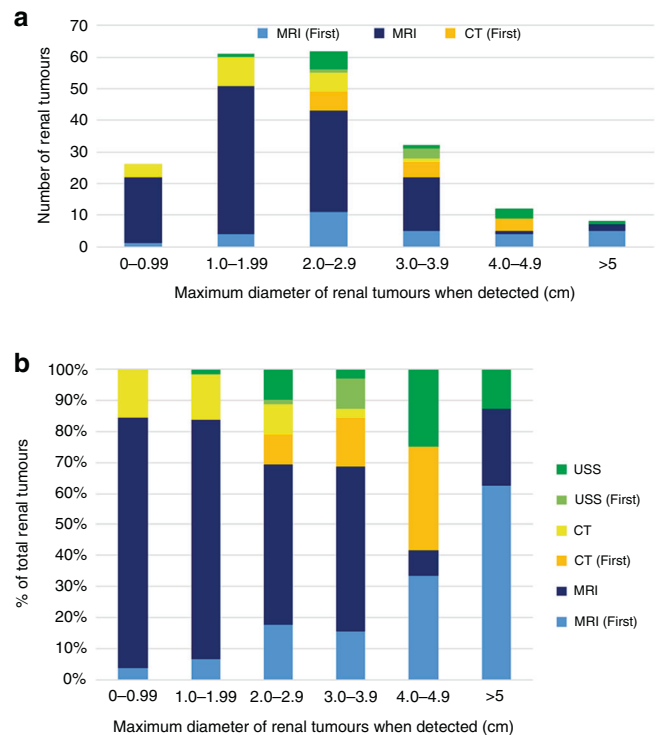 a
MRI (First) MRI CT (First)
Number of renal tumours
70
60
50
40
30
20
10
0
0–0.99 1.0–1.99 2.0–2.9 3.0–3.9 4.0–4.9 >5
Maximum diameter of renal tumours when detected (cm)
b
% of total renal tumours
100%
90%
80%
70%
60%
50%
40%
30%
20%
10%
0%
0–0.99 1.0–1.99 2.0–2.9 3.0–3.9 4.0–4.9 >5
Maximum diameter of renal tumours when detected (cm)
USS
USS (First)
CT
CT (First)
MRI
MRI (First)